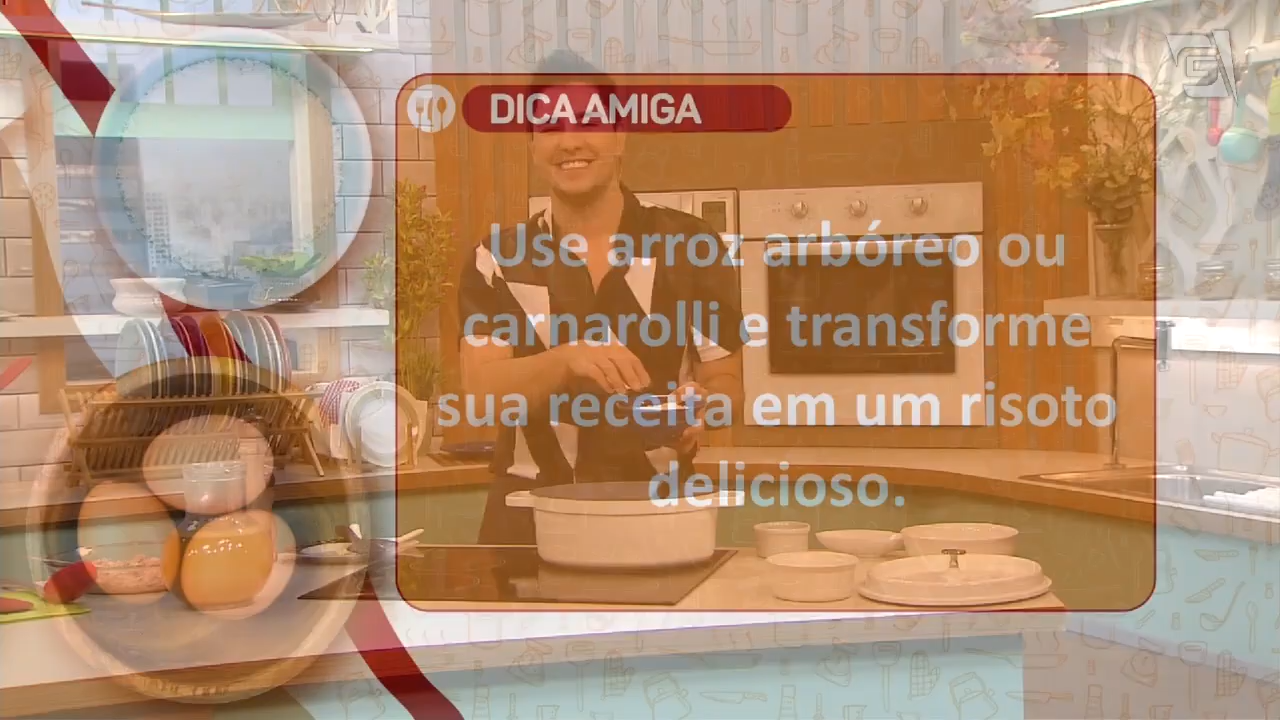 DICA AMIGA
Use arroz arbóreo ou
carnarolli e transforme
sua receita em um risoto
delicioso.